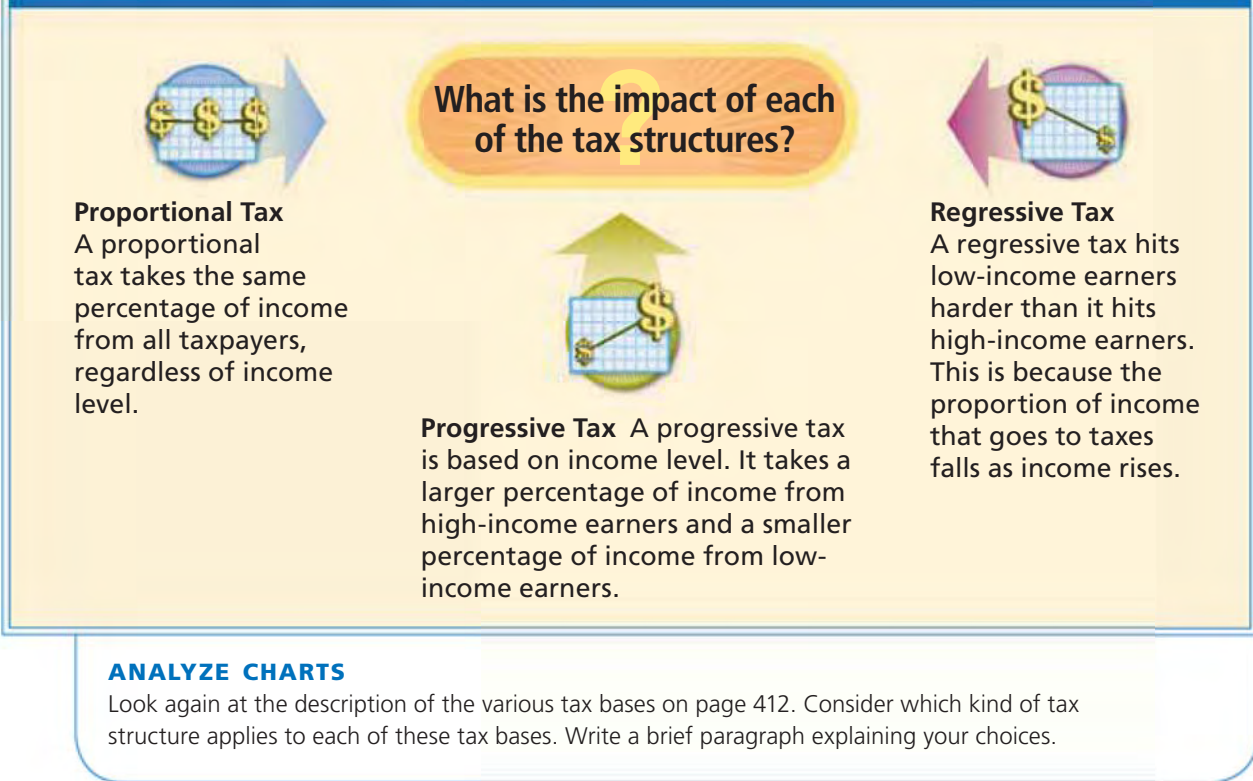 What is the impact of each
of the tax structures?
Proportional Tax
A proportional
tax takes the same
percentage of income
from all taxpayers,
regardless of income
level.
Progressive Tax A progressive tax
is based on income level. It takes a
larger percentage of income from
high-income earners and a smaller
percentage of income from low-
income earners.
Regressive Tax
A regressive tax hits
low-income earners
harder than it hits
high-income earners.
This is because the
proportion of income
that goes to taxes
falls as income rises.
ANALYZE CHARTS
Look again at the description of the various tax bases on page 412. Consider which kind of tax
structure applies to each of these tax bases. Write a brief paragraph explaining your choices.